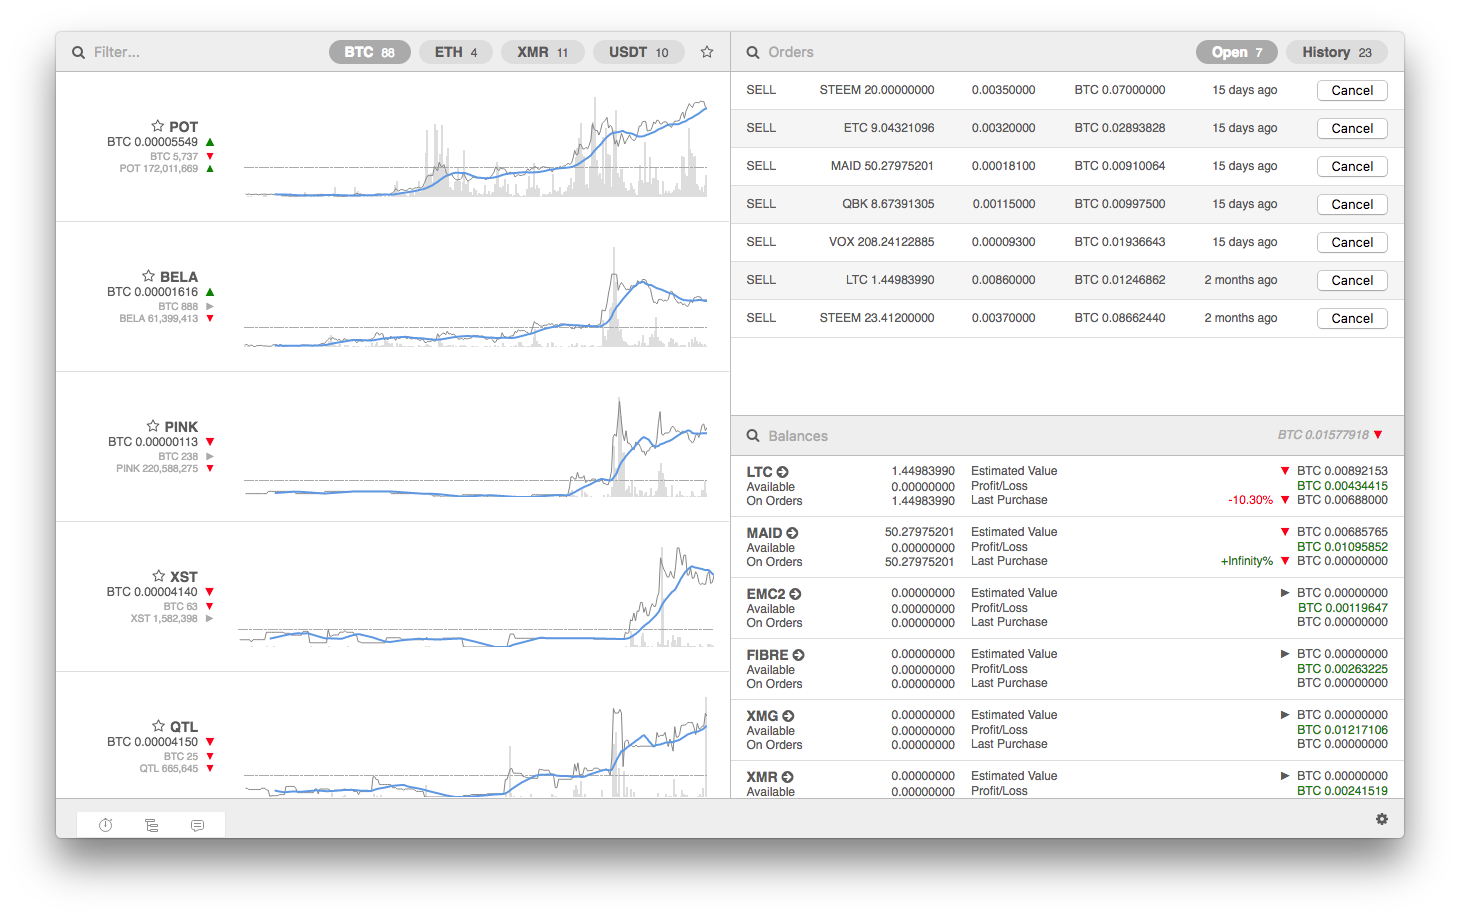 Filter...
BTC 88
ETH 4
XMR 11
USDT 10
POT
BTC 0.00005549
BTC 5,737
POT 172,011,669
BELA
BTC 0.00001616
BTC 888
BELA 61,399,413
PINK
BTC 0.00000113
BTC 238
PINK 220,588,275
XST
BTC 0.00004140
BTC 63
XST 1,582,398
QTL
BTC 0.00004150
BTC 25
QTL 665,645
Orders
Open 7
History 23
SELL STEEM 20.00000000 0.00350000 BTC 0.07000000 15 days ago Cancel
SELL ETC 9.04321096 0.00320000 BTC 0.02893828 15 days ago Cancel
SELL MAID 50.27975201 0.00018100 BTC 0.00910064 15 days ago Cancel
SELL QBK 8.67391305 0.00115000 BTC 0.00997500 15 days ago Cancel
SELL VOX 208.24122885 0.00009300 BTC 0.01936643 15 days ago Cancel
SELL LTC 1.44983990 0.00860000 BTC 0.01246862 2 months ago Cancel
SELL STEEM 23.41200000 0.00370000 BTC 0.08662440 2 months ago Cancel
Balances BTC 0.01577918
LTC 1.44983990 Estimated Value BTC 0.00892153
Available 0.00000000 Profit/Loss BTC 0.00434415
On Orders 1.44983990 Last Purchase -10.30% BTC 0.00688000
MAID 50.27975201 Estimated Value BTC 0.00685765
Available 0.00000000 Profit/Loss BTC 0.01095852
On Orders 50.27975201 Last Purchase +Infinity% BTC 0.00000000
EMC2 0.00000000 Estimated Value BTC 0.00000000
Available 0.00000000 Profit/Loss BTC 0.00119647
On Orders 0.00000000 Last Purchase BTC 0.00000000
FIBRE 0.00000000 Estimated Value BTC 0.00000000
Available 0.00000000 Profit/Loss BTC 0.00263225
On Orders 0.00000000 Last Purchase BTC 0.00000000
XMG 0.00000000 Estimated Value BTC 0.00000000
Available 0.00000000 Profit/Loss BTC 0.01217106
On Orders 0.00000000 Last Purchase BTC 0.00000000
XMR 0.00000000 Estimated Value BTC 0.00000000
Available 0.00000000 Profit/Loss BTC 0.00241519